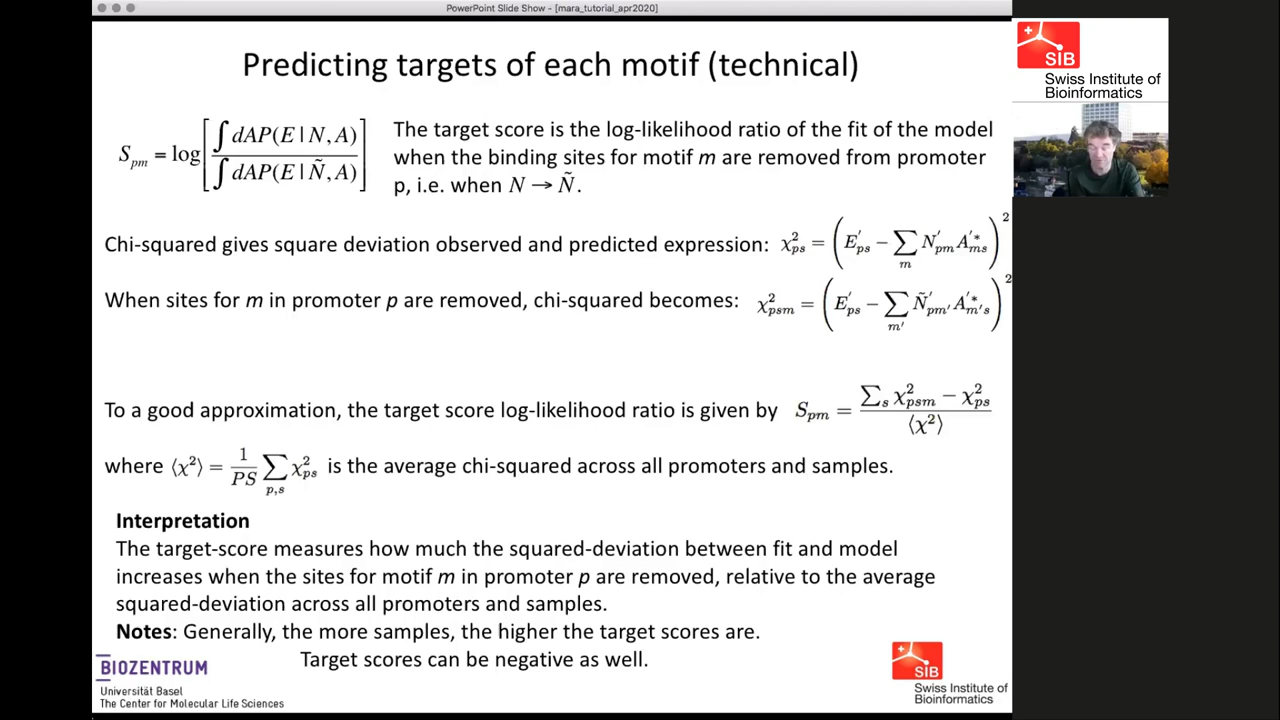 PowerPoint Slide Show - [mara_tutorial_apr2020]
Predicting targets of each motif (technical)
S_pm = log[ ∫dAP(E | N, A) / ∫dAP(E | Ñ, A) ]
The target score is the log-likelihood ratio of the fit of the model
when the binding sites for motif m are removed from promoter
p, i.e. when N → Ñ.
Chi-squared gives square deviation observed and predicted expression: χ²_ps = (E'_ps − ∑_m N'_pm A'*_ms)²
When sites for m in promoter p are removed, chi-squared becomes: χ²_psm = (E'_ps − ∑_m' Ñ'_pm' A'*_m's)²
To a good approximation, the target score log-likelihood ratio is given by S_pm = (∑_s χ²_psm − χ²_ps) / ⟨χ²⟩
where ⟨χ²⟩ = 1/PS ∑_p,s χ²_ps is the average chi-squared across all promoters and samples.
Interpretation
The target-score measures how much the squared-deviation between fit and model
increases when the sites for motif m in promoter p are removed, relative to the average
squared-deviation across all promoters and samples.
Notes: Generally, the more samples, the higher the target scores are.
Target scores can be negative as well.
BIOZENTRUM
Universität Basel
The Center for Molecular Life Sciences
SIB
Swiss Institute of
Bioinformatics
SIB
Swiss Institute of
Bioinformatics